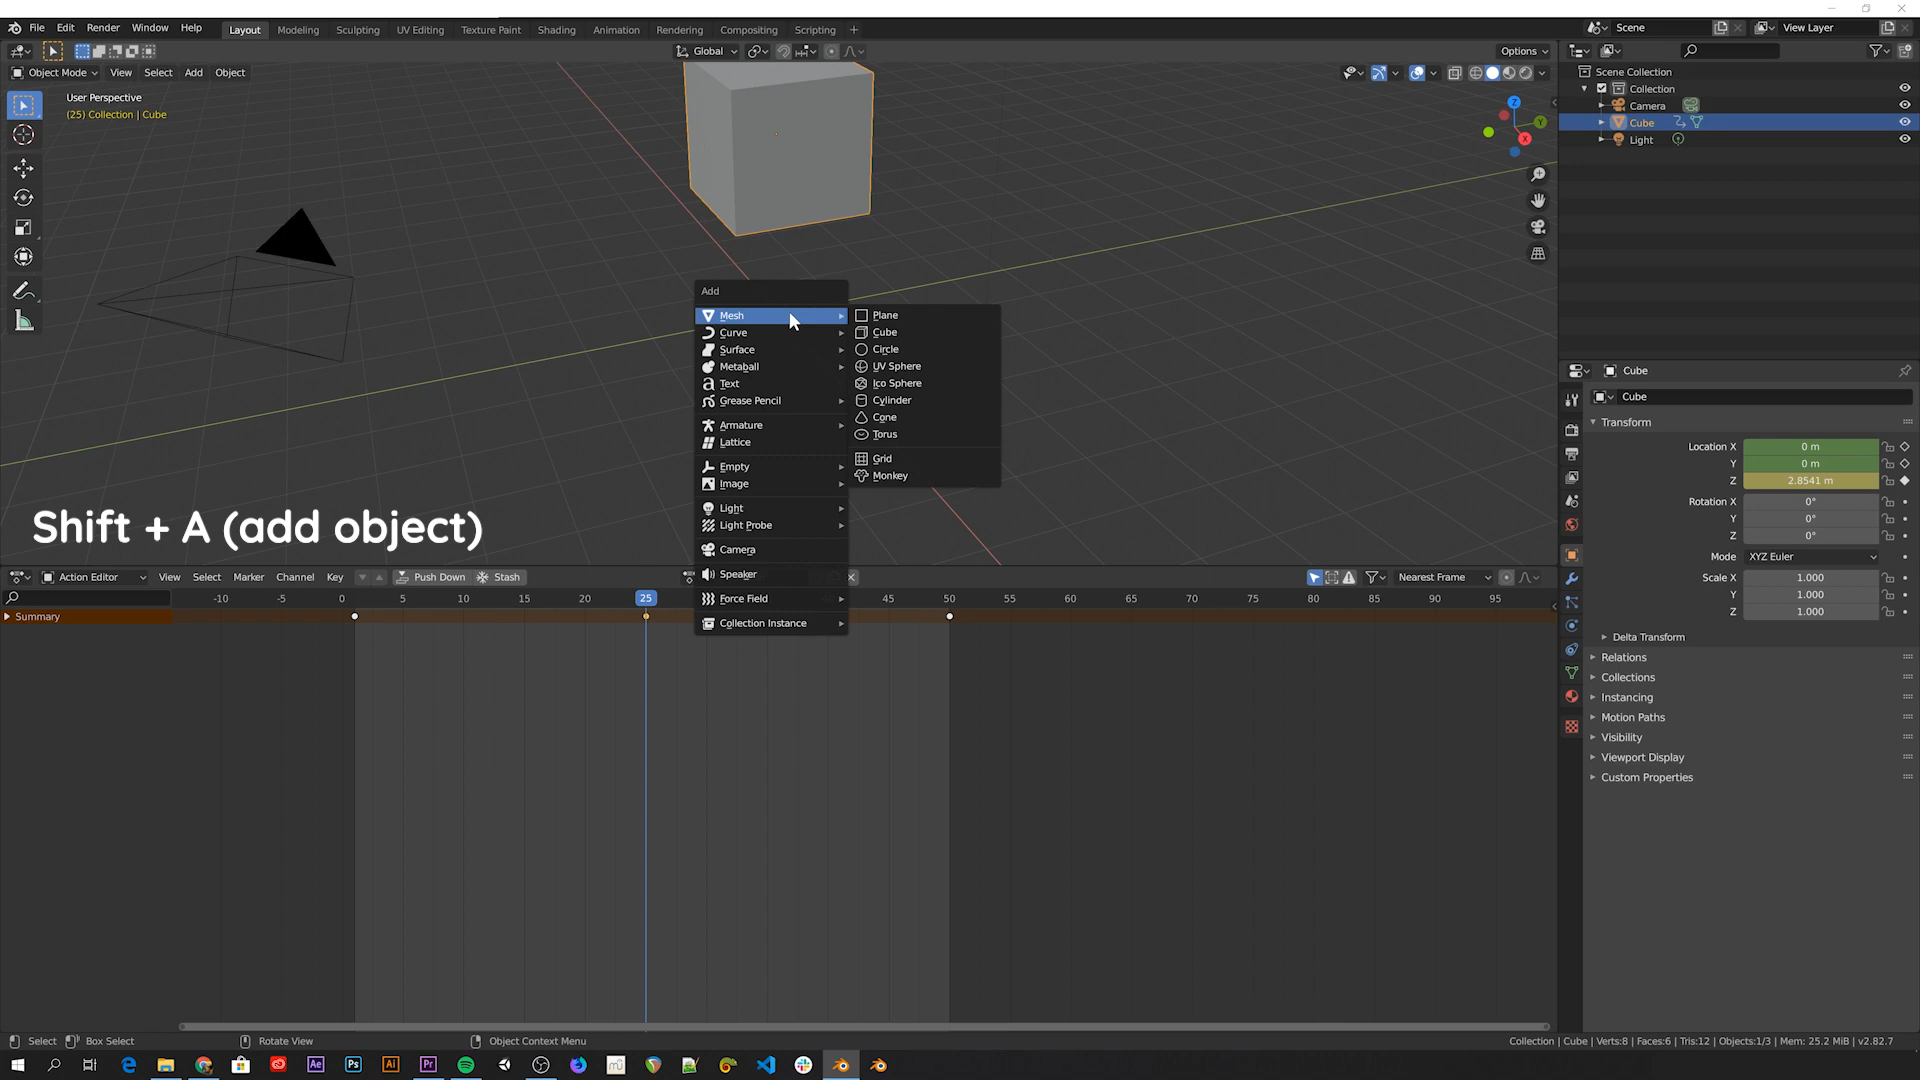 File Edit Render Window Help Layout Modeling Sculpting UV Editing Texture Paint Shading Animation Rendering Compositing Scripting + Scene View Layer
Global Options
Object Mode View Select Add Object
User Perspective
(25) Collection | Cube
Z
Y
X
Scene Collection
Collection
Camera
Cube
Light
Add
Mesh
Curve
Surface
Metaball
Text
Grease Pencil
Armature
Lattice
Empty
Image
Light
Light Probe
Camera
Speaker
Force Field
Collection Instance
Plane
Cube
Circle
UV Sphere
Ico Sphere
Cylinder
Cone
Torus
Grid
Monkey
Shift + A (add object)
Cube
Cube
Transform
Location X 0 m
Y 0 m
Z 2.8541 m
Rotation X 0°
Y 0°
Z 0°
Mode XYZ Euler
Scale X 1.000
Y 1.000
Z 1.000
Delta Transform
Relations
Collections
Instancing
Motion Paths
Visibility
Viewport Display
Custom Properties
Action Editor View Select Marker Channel Key Push Down Stash Nearest Frame
-10 -5 0 5 10 15 20 25 45 50 55 60 65 70 75 80 85 90 95
Summary
Select Box Select Rotate View Object Context Menu Collection | Cube | Verts:8 | Faces:6 | Tris:12 | Objects:1/3 | Mem: 25.2 MiB | v2.82.7
Ae Ps Ai Pr